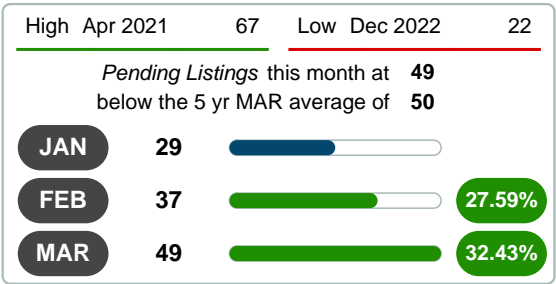 High Apr 2021 67 Low Dec 2022 22
Pending Listings this month at 49
below the 5 yr MAR average of 50
JAN 29
FEB 37 27.59%
MAR 49 32.43%